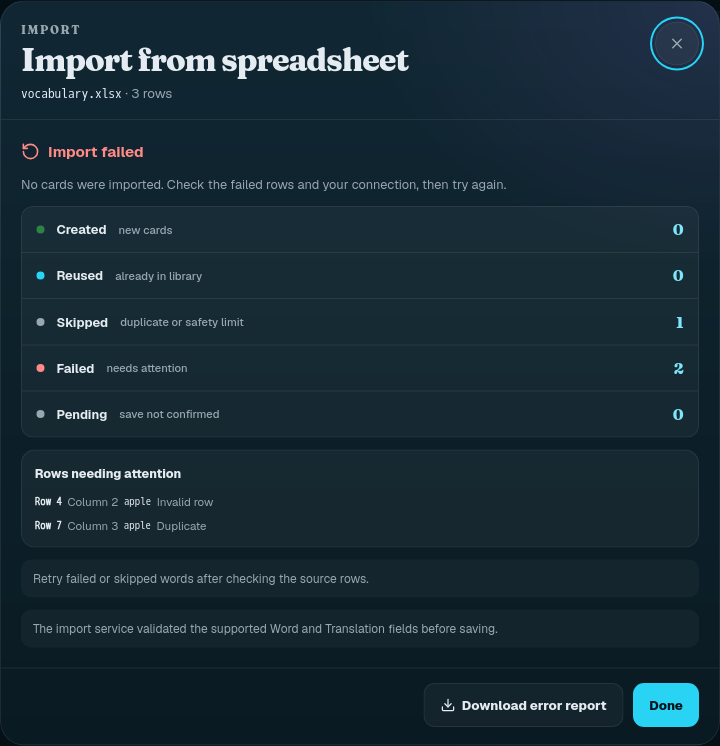 IMPORT
Import from spreadsheet
vocabulary.xlsx · 3 rows
Import failed
No cards were imported. Check the failed rows and your connection, then try again.
Created new cards 0
Reused already in library 0
Skipped duplicate or safety limit 1
Failed needs attention 2
Pending save not confirmed 0
Rows needing attention
Row 4 Column 2 apple Invalid row
Row 7 Column 3 apple Duplicate
Retry failed or skipped words after checking the source rows.
The import service validated the supported Word and Translation fields before saving.
Download error report Done